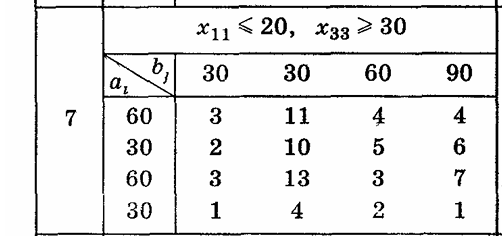 x₁₁ ⩽ 20, x₃₃ ⩾ 30
bⱼ 30 30 60 90
aᵢ
60 3 11 4 4
7 30 2 10 5 6
60 3 13 3 7
30 1 4 2 1